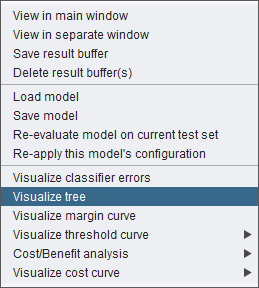 View in main window
View in separate window
Save result buffer
Delete result buffer(s)
Load model
Save model
Re-evaluate model on current test set
Re-apply this model's configuration
Visualize classifier errors
Visualize tree
Visualize margin curve
Visualize threshold curve
Cost/Benefit analysis
Visualize cost curve